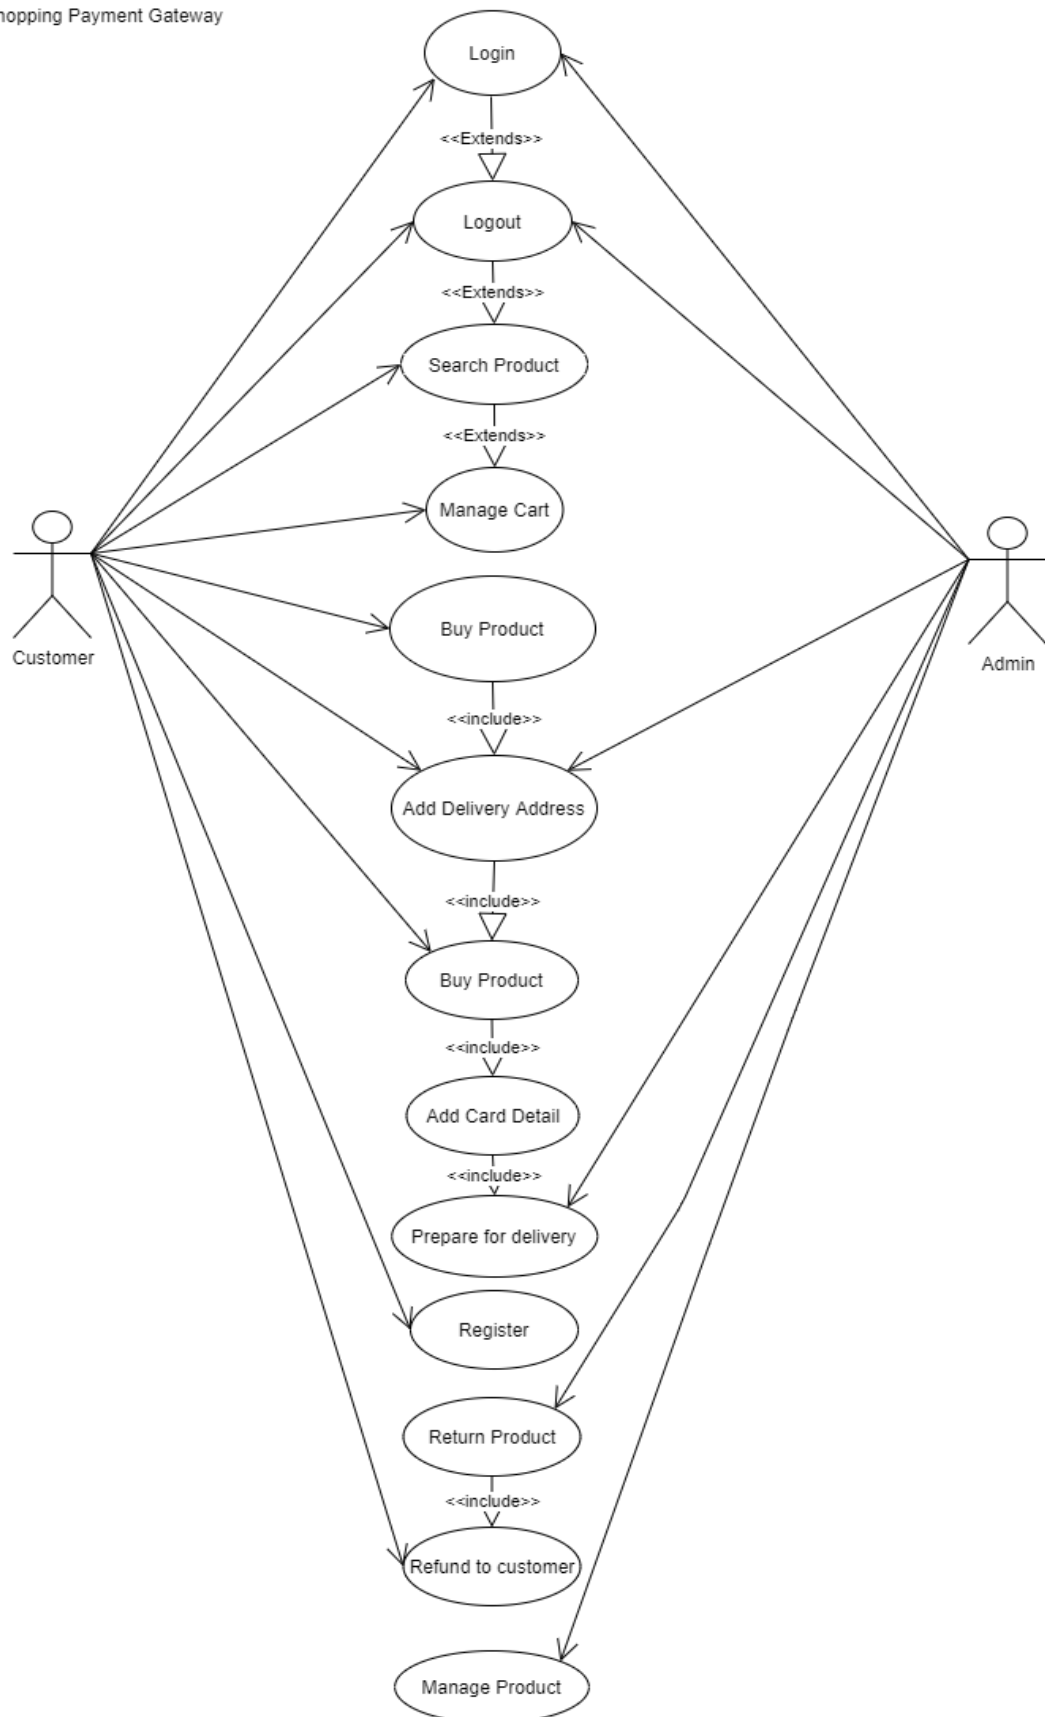 hopping Payment Gateway
Login
<<Extends>>
Logout
<<Extends>>
Search Product
<<Extends>>
Manage Cart
Buy Product
Customer
Admin
<<include>>
Add Delivery Address
<<include>>
Buy Product
<<include>>
Add Card Detail
<<include>>
Prepare for delivery
Register
Return Product
<<include>>
Refund to customer
Manage Product